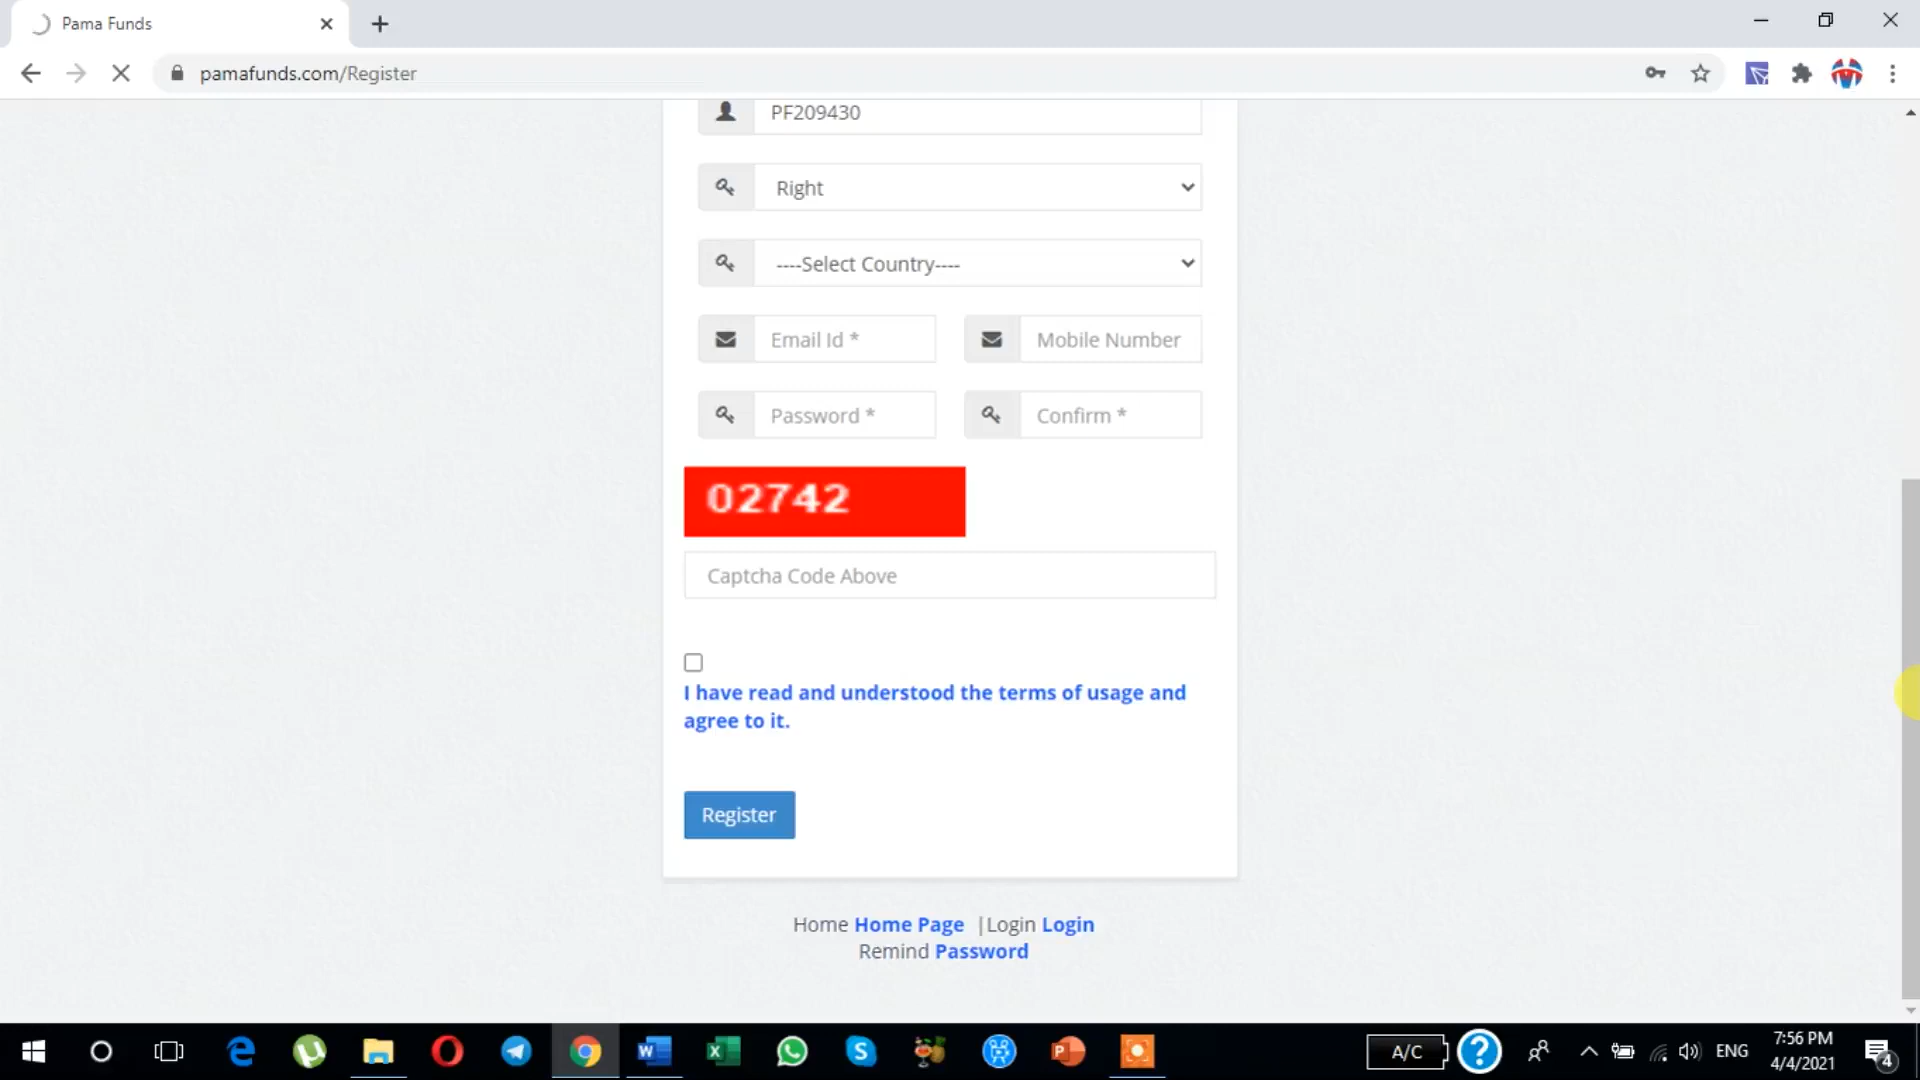 Pama Funds
pamafunds.com/Register
PF209430
Right
----Select Country----
Email Id *
Mobile Number
Password *
Confirm *
02742
Captcha Code Above
I have read and understood the terms of usage and
agree to it.
Register
Home Home Page |Login Login
Remind Password
A/C
ENG
7:56 PM
4/4/2021
4